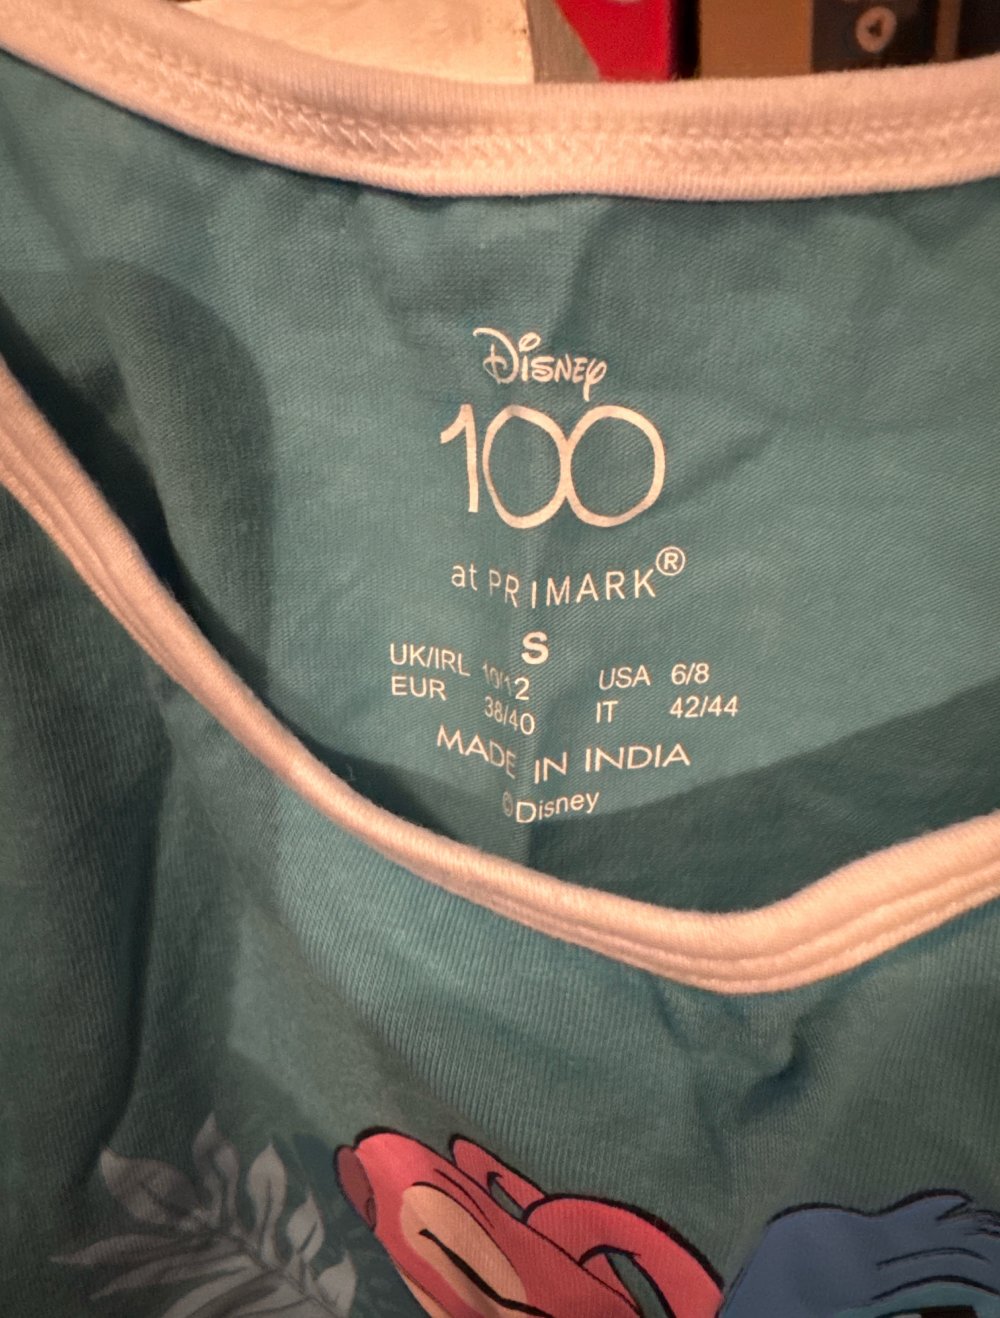 Disney
100
at PRIMARK®
S
UK/IRL 10/12 USA 6/8
EUR 38/40 IT 42/44
MADE IN INDIA
©Disney